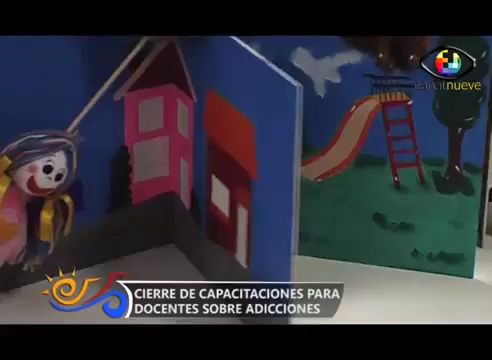 canalnueve
CIERRE DE CAPACITACIONES PARA
DOCENTES SOBRE ADICCIONES